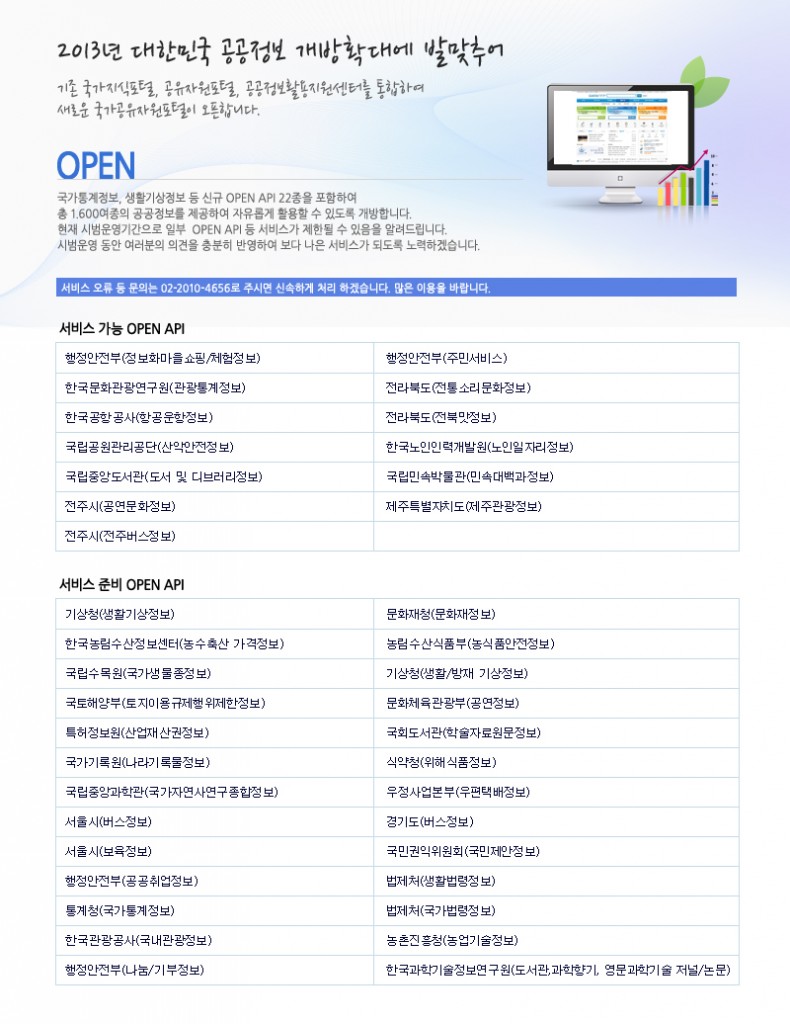 2013년 대한민국 공공정보 개방확대에 발맞추어
기존 국가지식포털, 공유자원포털, 공공정보활용지원센터를 통합하여
새로운 국가공유자원포털이 오픈합니다.
OPEN
국가통계정보, 생활기상정보 등 신규 OPEN API 22종을 포함하여
총 1.600여종의 공공정보를 제공하여 자유롭게 활용할 수 있도록 개방합니다.
현재 시범운영기간으로 일부 OPEN API 등 서비스가 제한될 수 있음을 알려드립니다.
시범운영 동안 여러분의 의견을 충분히 반영하여 보다 나은 서비스가 되도록 노력하겠습니다.
서비스 오류 등 문의는 02-2010-4656로 주시면 신속하게 처리 하겠습니다. 많은 이용을 바랍니다.
서비스 가능 OPEN API
행정안전부(정보화마을쇼핑/체험정보) 행정안전부(주민서비스)
한국문화관광연구원(관광통계정보) 전라북도(전통소리문화정보)
한국공항공사(항공운항정보) 전라북도(전북맛정보)
국립공원관리공단(산악안전정보) 한국노인인력개발원(노인일자리정보)
국립중앙도서관(도서 및 디브러리정보) 국립민속박물관(민속대백과정보)
전주시(공연문화정보) 제주특별자치도(제주관광정보)
전주시(전주버스정보)
서비스 준비 OPEN API
기상청(생활기상정보) 문화재청(문화재정보)
한국농림수산정보센터(농수축산 가격정보) 농림수산식품부(농식품안전정보)
국립수목원(국가생물종정보) 기상청(생활/방재 기상정보)
국토해양부(토지이용규제행위제한정보) 문화체육관광부(공연정보)
특허정보원(산업재산권정보) 국회도서관(학술자료원문정보)
국가기록원(나라기록물정보) 식약청(위해식품정보)
국립중앙과학관(국가자연사연구종합정보) 우정사업본부(우편택배정보)
서울시(버스정보) 경기도(버스정보)
서울시(보육정보) 국민권익위원회(국민제안정보)
행정안전부(공공취업정보) 법제처(생활법령정보)
통계청(국가통계정보) 법제처(국가법령정보)
한국관광공사(국내관광정보) 농촌진흥청(농업기술정보)
행정안전부(나눔/기부정보) 한국과학기술정보연구원(도서관,과학향기, 영문과학기술 저널/논문)